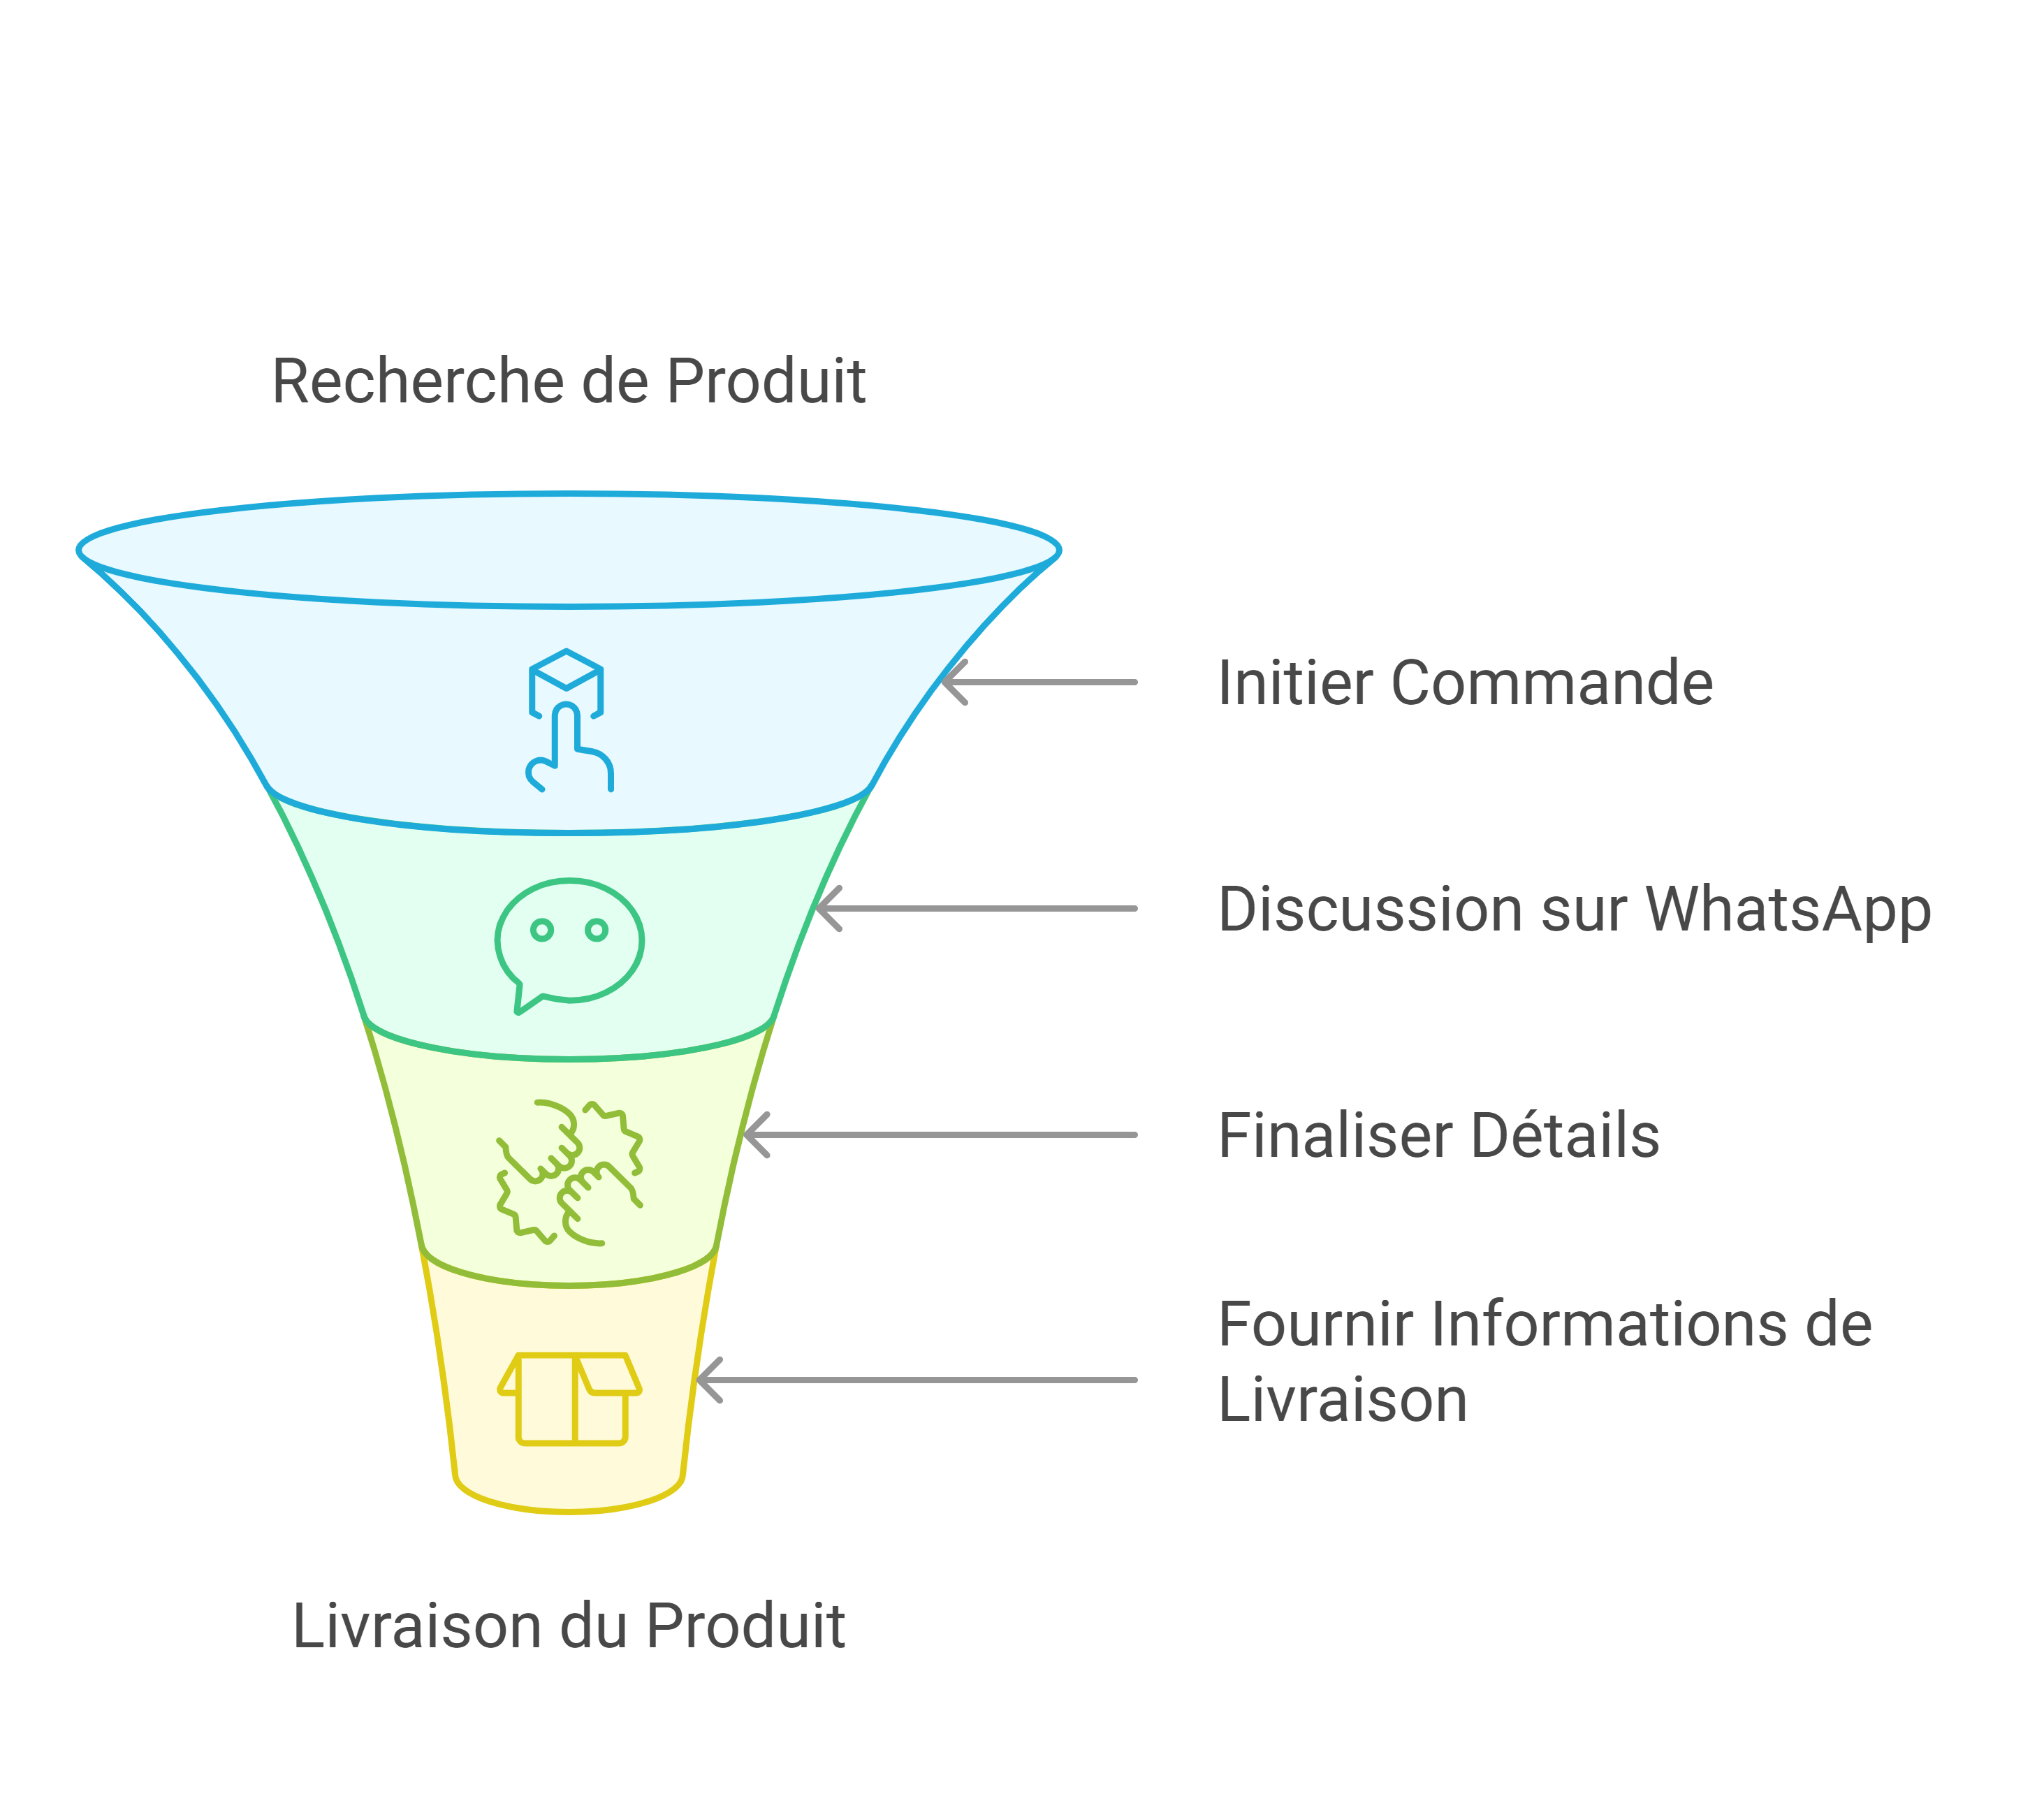 Recherche de Produit
Initier Commande
Discussion sur WhatsApp
Finaliser Détails
Fournir Informations de
Livraison
Livraison du Produit